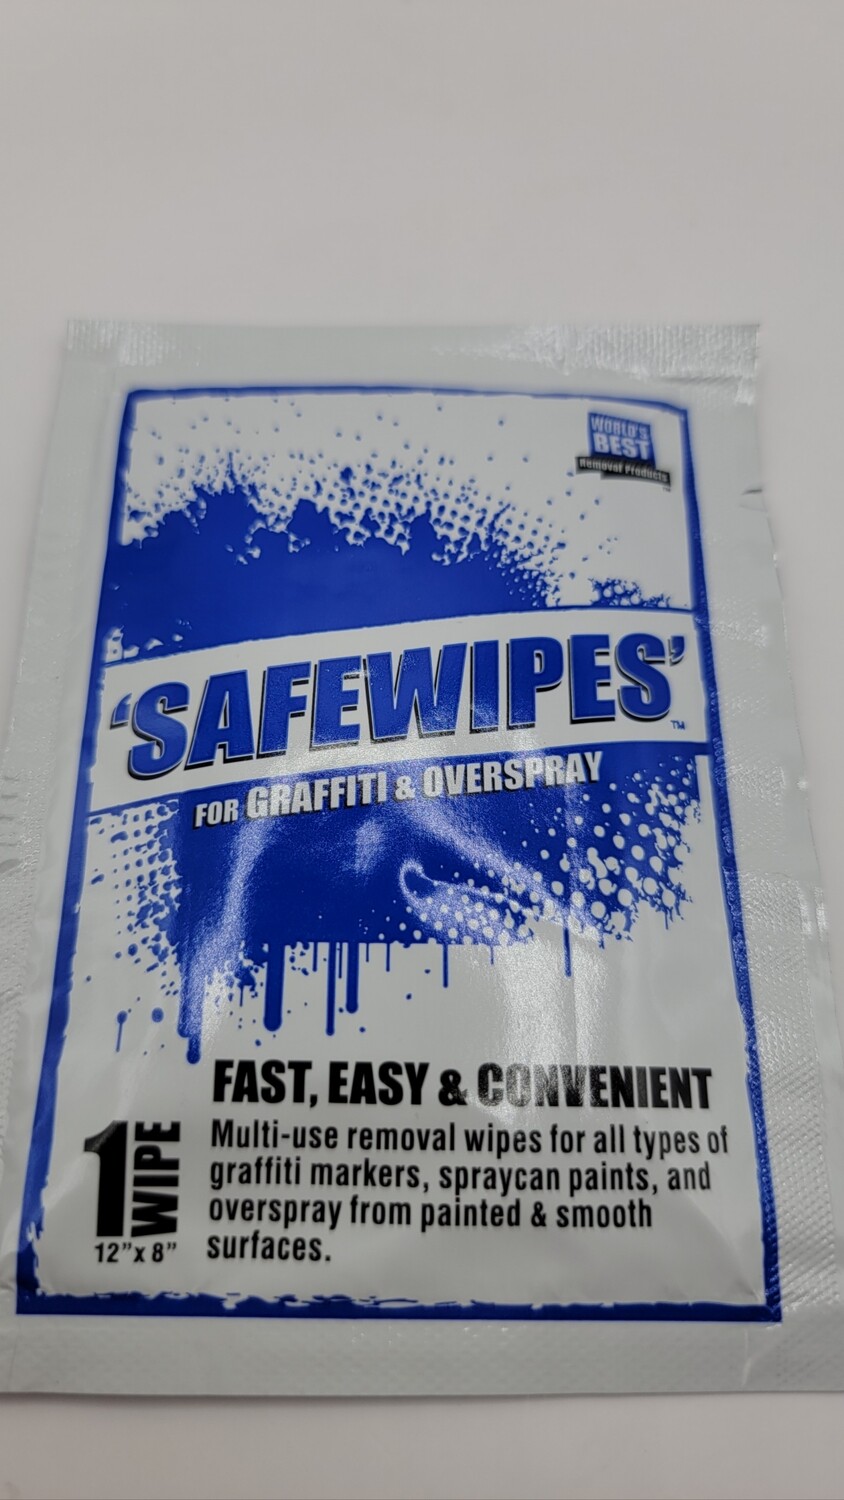 WORLD'S
BEST
Removal Products
'SAFEWIPES'™
FOR GRAFFITI & OVERSPRAY
FAST, EASY & CONVENIENT
1 WIPE
12"x 8"
Multi-use removal wipes for all types of
graffiti markers, spraycan paints, and
overspray from painted & smooth
surfaces.